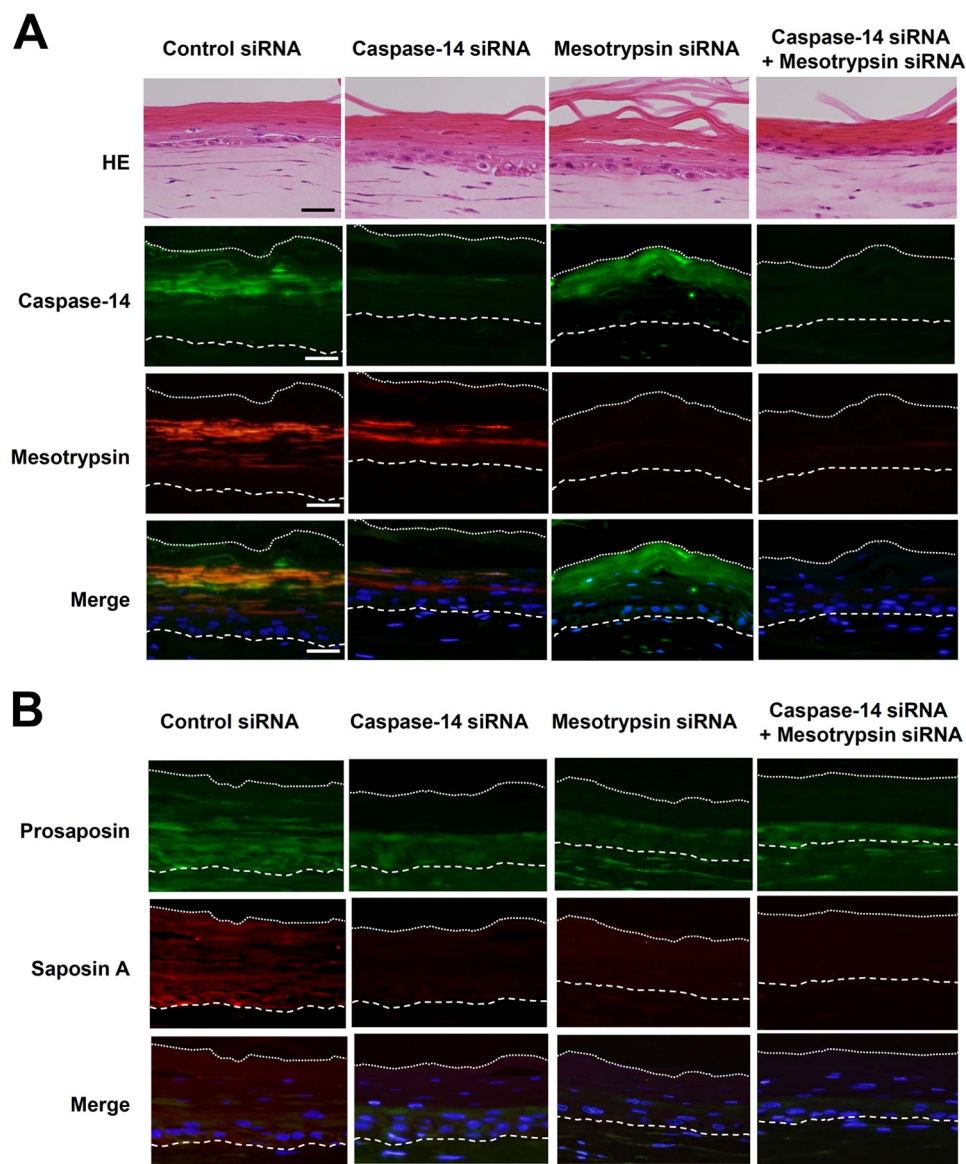 A
Control siRNA
Caspase-14 siRNA
Mesotrypsin siRNA
Caspase-14 siRNA
+ Mesotrypsin siRNA
HE
Caspase-14
Mesotrypsin
Merge
B
Control siRNA
Caspase-14 siRNA
Mesotrypsin siRNA
Caspase-14 siRNA
+ Mesotrypsin siRNA
Prosaposin
Saposin A
Merge